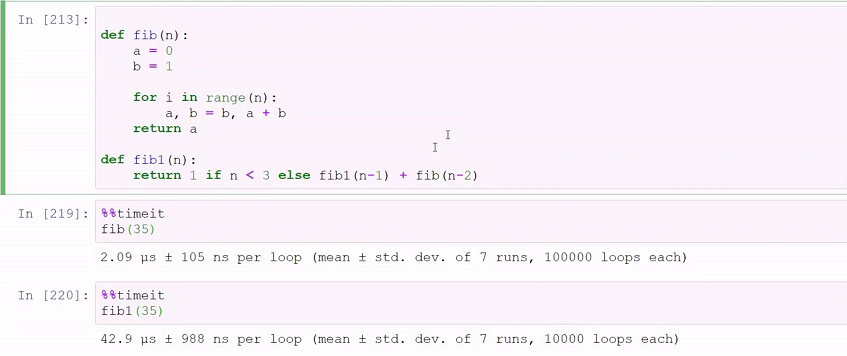 In [213]:
def fib(n):
    a = 0
    b = 1
    for i in range(n):
        a, b = b, a + b
    return a
def fib1(n):
    return 1 if n < 3 else fib1(n-1) + fib(n-2)
In [219]: %%timeit
fib(35)
2.09 µs ± 105 ns per loop (mean ± std. dev. of 7 runs, 100000 loops each)
In [220]: %%timeit
fib1(35)
42.9 µs ± 988 ns per loop (mean ± std. dev. of 7 runs, 10000 loops each)